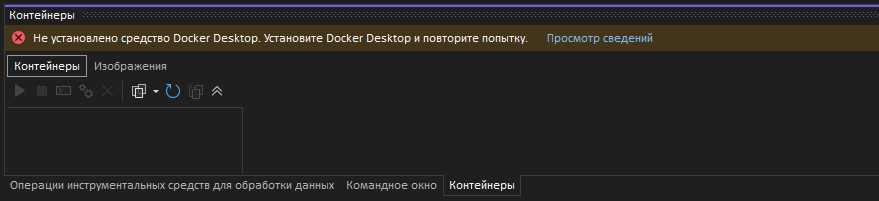 Контейнеры
Не установлено средство Docker Desktop. Установите Docker Desktop и повторите попытку. Просмотр сведений
Контейнеры Изображения
Операции инструментальных средств для обработки данных Командное окно Контейнеры